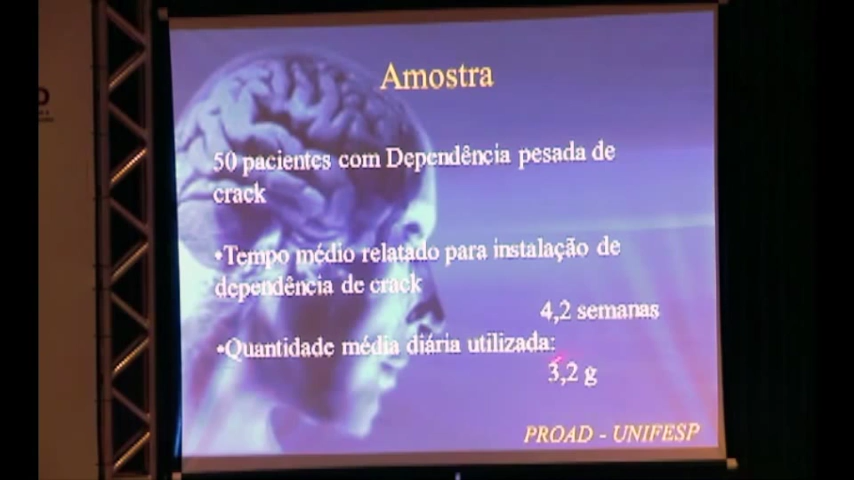 Amostra
50 pacientes com Dependência pesada de
crack
•Tempo médio relatado para instalação de
dependência de crack
4,2 semanas
•Quantidade média diária utilizada:
3,2 g
PROAD - UNIFESP